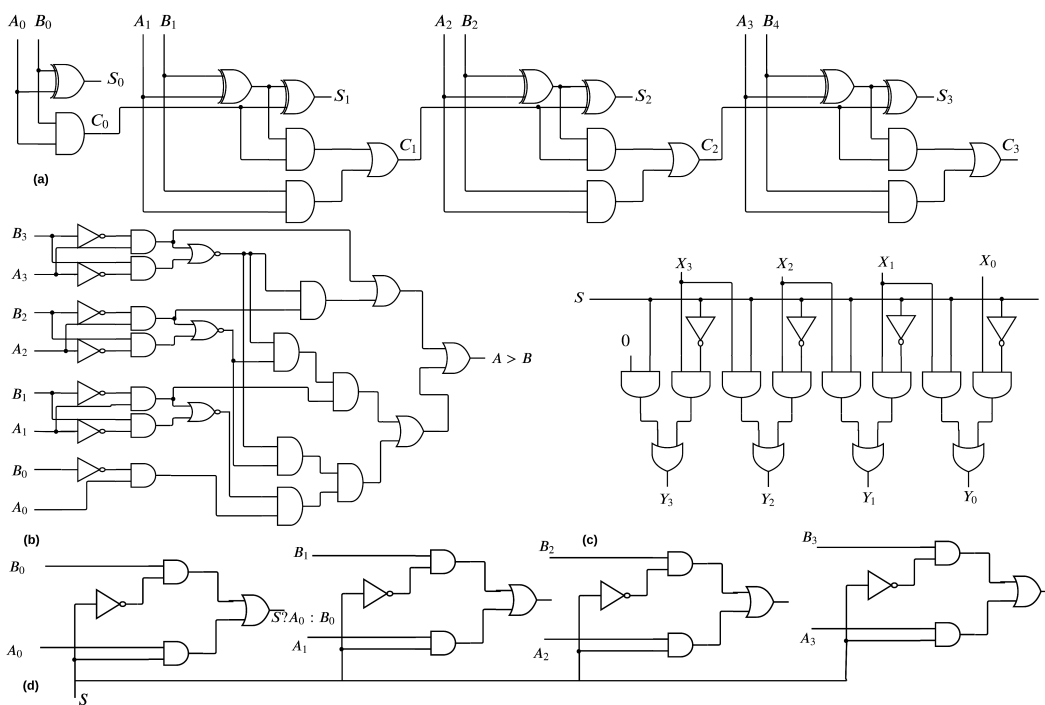 A0 B0
S0
C0
(a)
A1 B1
S1
C1
A2 B2
S2
C2
A3 B4
S3
C3
B3
A3
B2
A2
B1
A1
B0
A0
A > B
(b)
X3 X2 X1 X0
S
0
Y3 Y2 Y1 Y0
(c)
B0
A0
S?A0 : B0
B1
A1
B2
A2
B3
A3
(d)
S